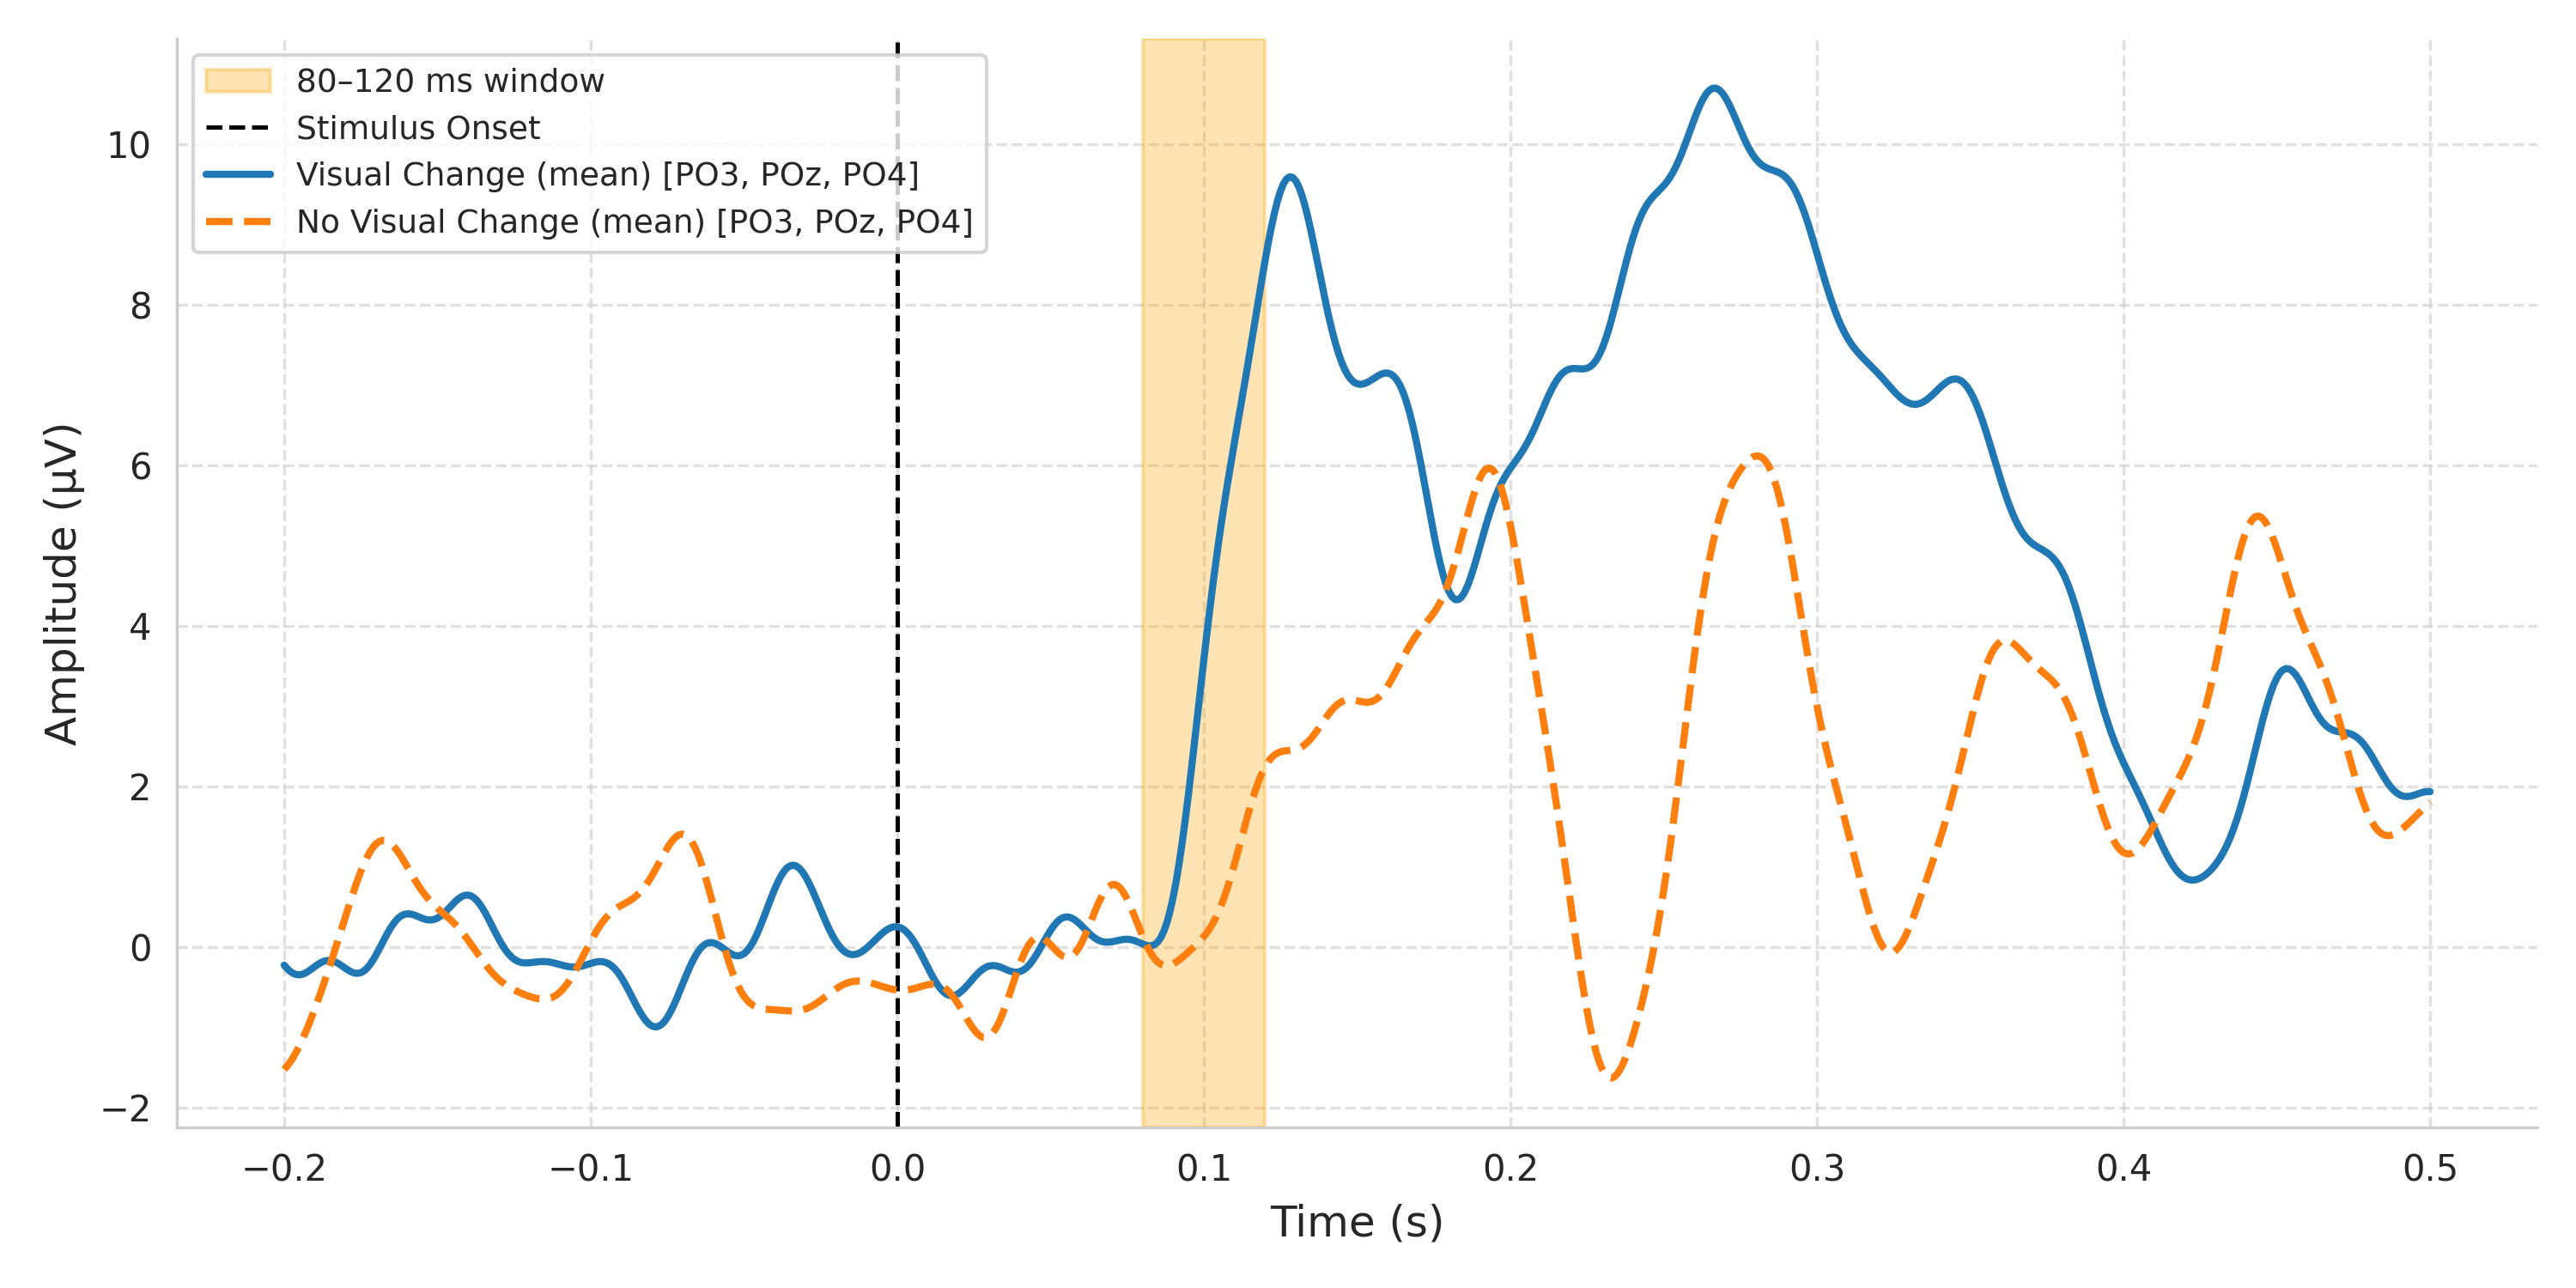 80–120 ms window
Stimulus Onset
Visual Change (mean) [PO3, POz, PO4]
No Visual Change (mean) [PO3, POz, PO4]
10
8
6
4
2
0
−2
Amplitude (µV)
−0.2 −0.1 0.0 0.1 0.2 0.3 0.4 0.5
Time (s)